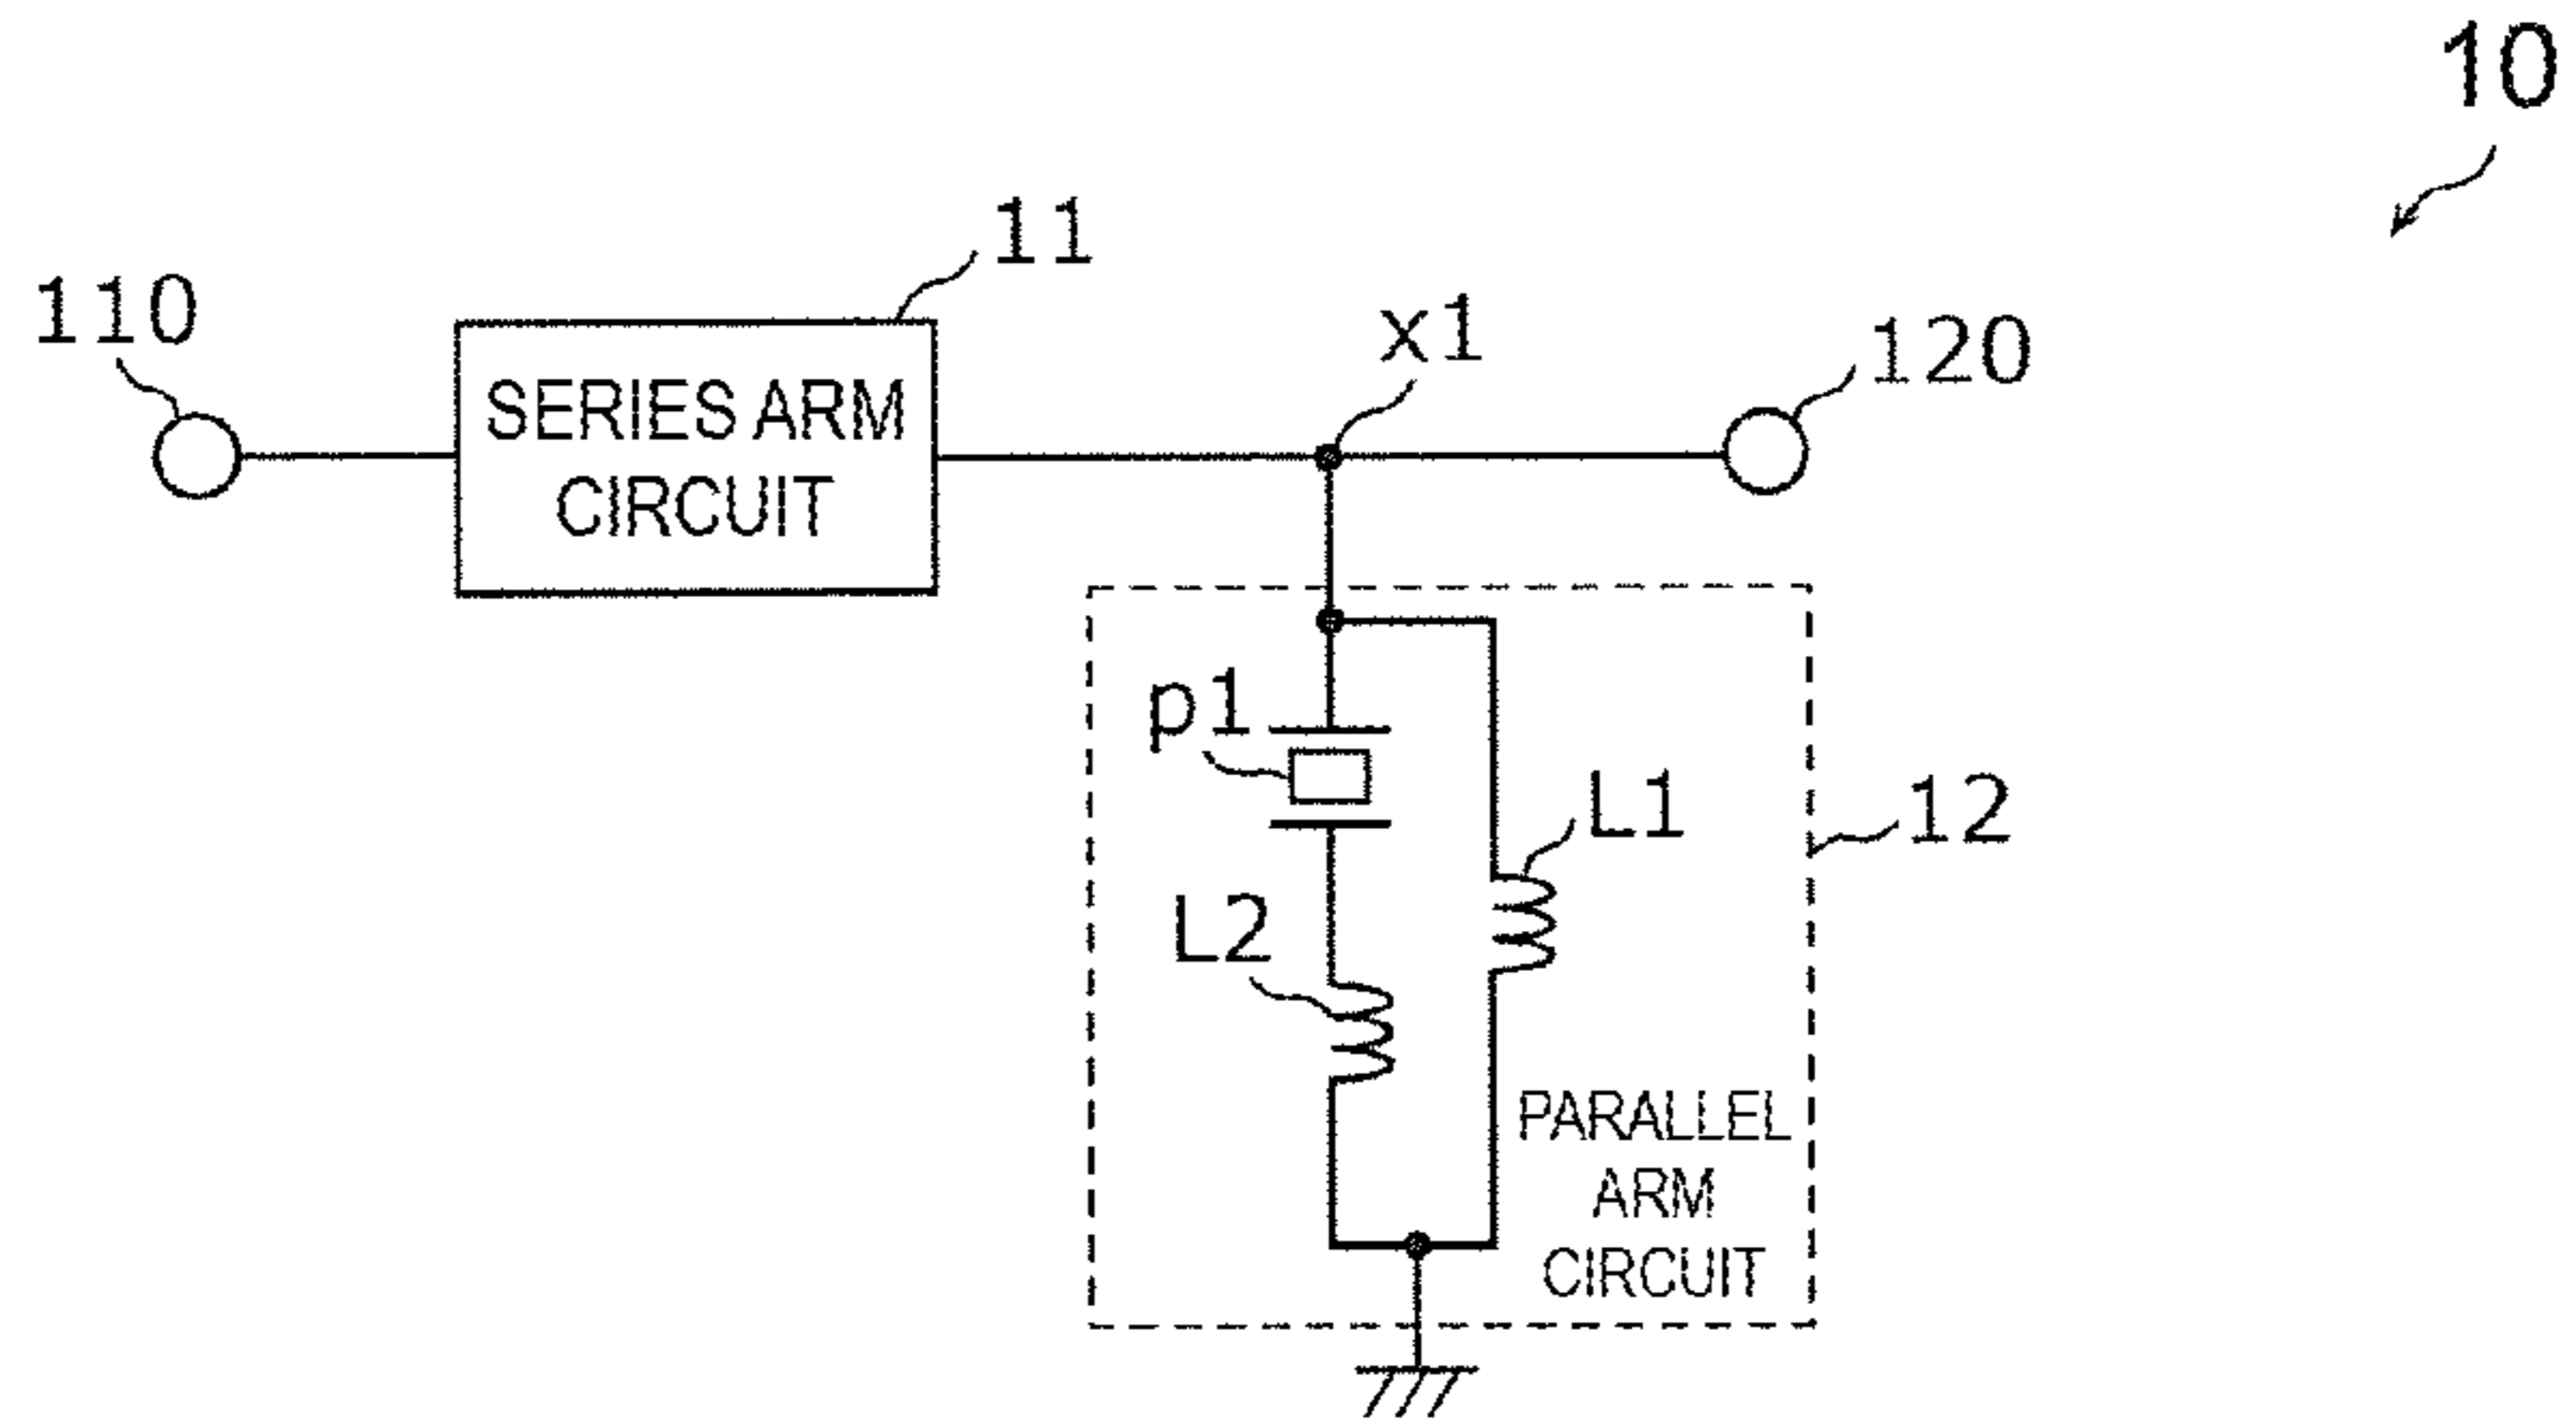 10
11
110
x1
120
SERIES ARM
CIRCUIT
p1
L1
12
L2
PARALLEL
ARM
CIRCUIT